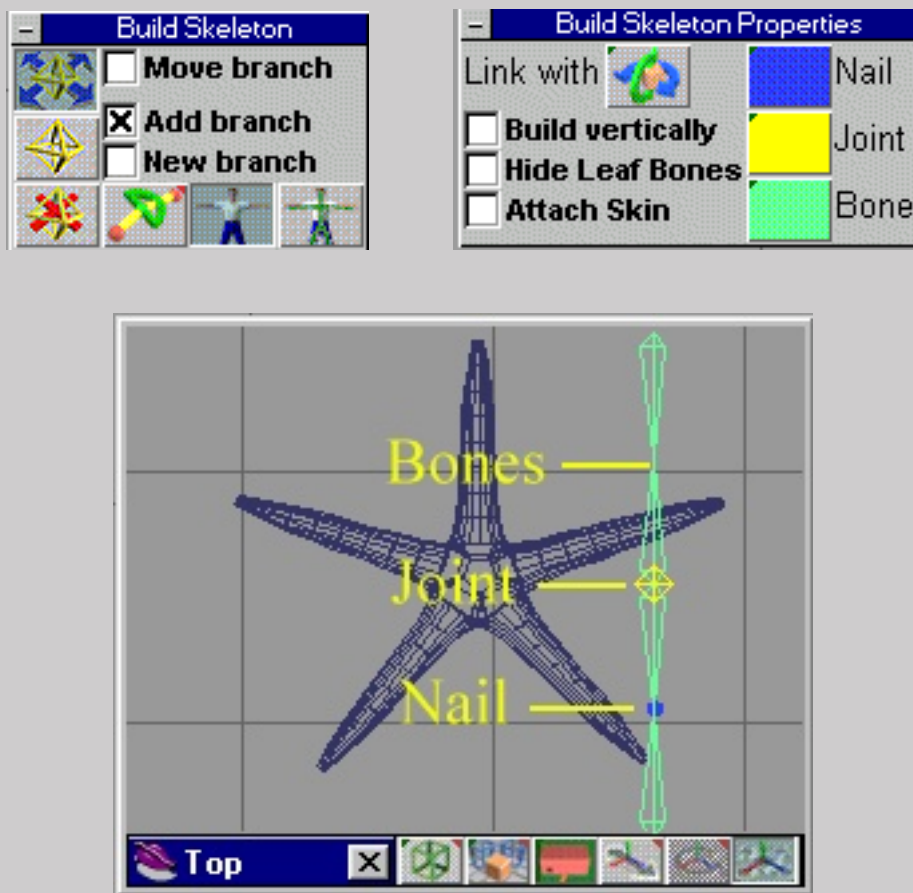 Build Skeleton
Move branch
Add branch
New branch
Build Skeleton Properties
Link with
Nail
Build vertically
Joint
Hide Leaf Bones
Attach Skin
Bone
Bones
Joint
Nail
Top